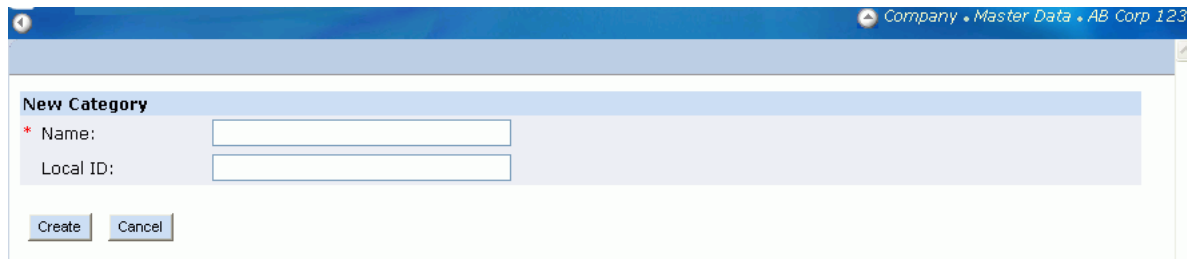 Company • Master Data • AB Corp 123
New Category
* Name:
Local ID:
Create Cancel